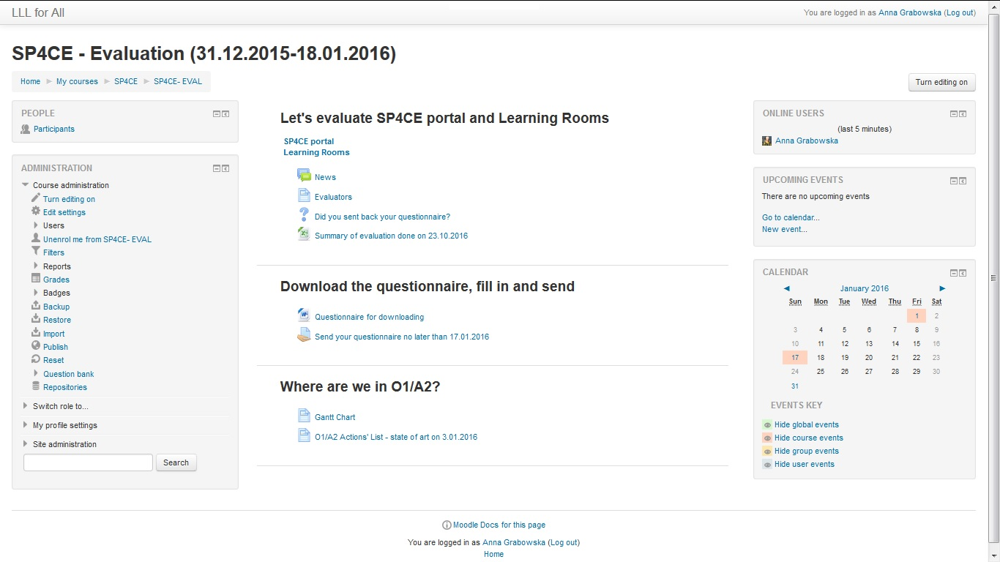 LLL for All
You are logged in as Anna Grabowska (Log out)
SP4CE - Evaluation (31.12.2015-18.01.2016)
Home ► My courses ► SP4CE ► SP4CE- EVAL
Turn editing on
PEOPLE
Participants
ADMINISTRATION
Course administration
Turn editing on
Edit settings
Users
Unenrol me from SP4CE- EVAL
Filters
Reports
Grades
Badges
Backup
Restore
Import
Publish
Reset
Question bank
Repositories
Switch role to...
My profile settings
Site administration
Search
Let's evaluate SP4CE portal and Learning Rooms
SP4CE portal
Learning Rooms
News
Evaluators
Did you sent back your questionnaire?
Summary of evaluation done on 23.10.2016
Download the questionnaire, fill in and send
Questionnaire for downloading
Send your questionnaire no later than 17.01.2016
Where are we in O1/A2?
Gantt Chart
O1/A2 Actions' List - state of art on 3.01.2016
ONLINE USERS
(last 5 minutes)
Anna Grabowska
UPCOMING EVENTS
There are no upcoming events
Go to calendar...
New event...
CALENDAR
◄ January 2016 ►
Sun Mon Tue Wed Thu Fri Sat
1 2
3 4 5 6 7 8 9
10 11 12 13 14 15 16
17 18 19 20 21 22 23
24 25 26 27 28 29 30
31
EVENTS KEY
Hide global events
Hide course events
Hide group events
Hide user events
Moodle Docs for this page
You are logged in as Anna Grabowska (Log out)
Home